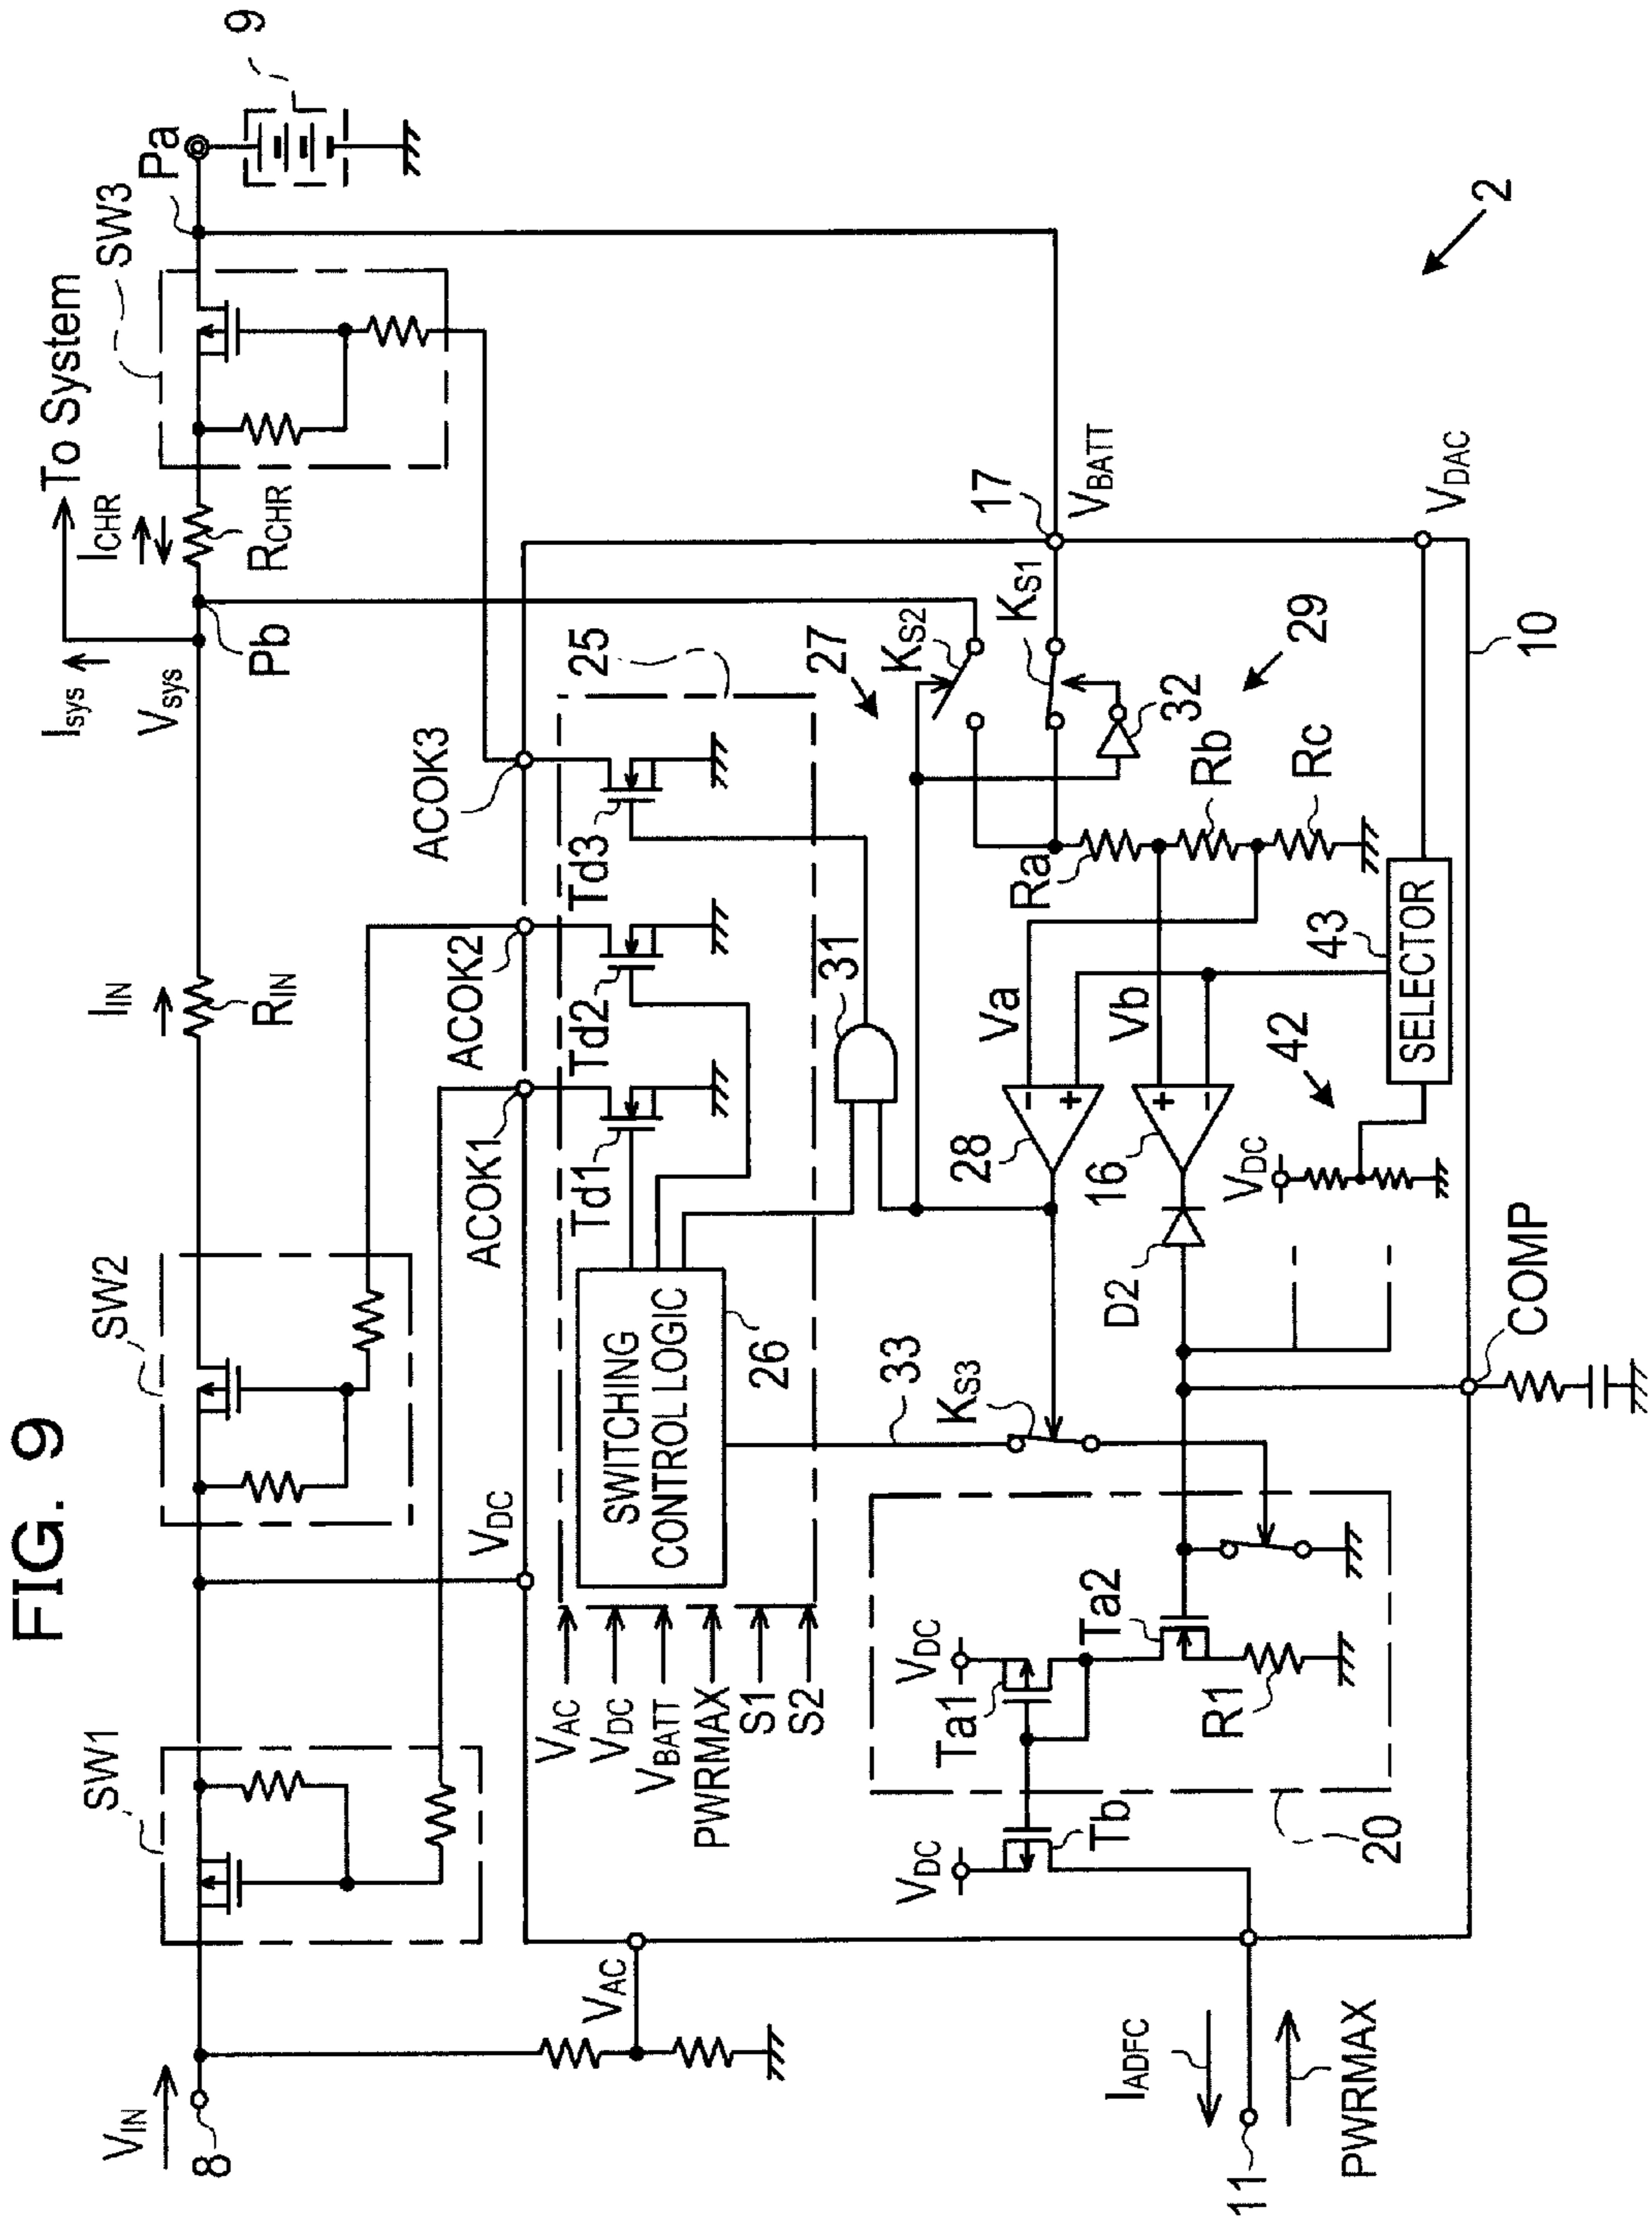 FIG. 9
VIN
8
SW1
SW2
IIN
RIN
Isys
Vsys
To System
ICHR
RCHR
Pb
SW3
Pa
9
VAC
VDC
ACOK1
ACOK2
ACOK3
25
VAC
VDC
VBATT
PWRMAX
S1
S2
SWITCHING
CONTROL LOGIC
26
Td1
Td2
Td3
31
27
KS2
KS1
17
VBATT
32
29
33
KS3
28
Va
Ra
Rb
Rc
16
Vb
D2
VDC
42
43
SELECTOR
VDAC
10
2
VDC
Tb
VDC
Ta1
Ta2
R1
20
COMP
IADFC
11
PWRMAX